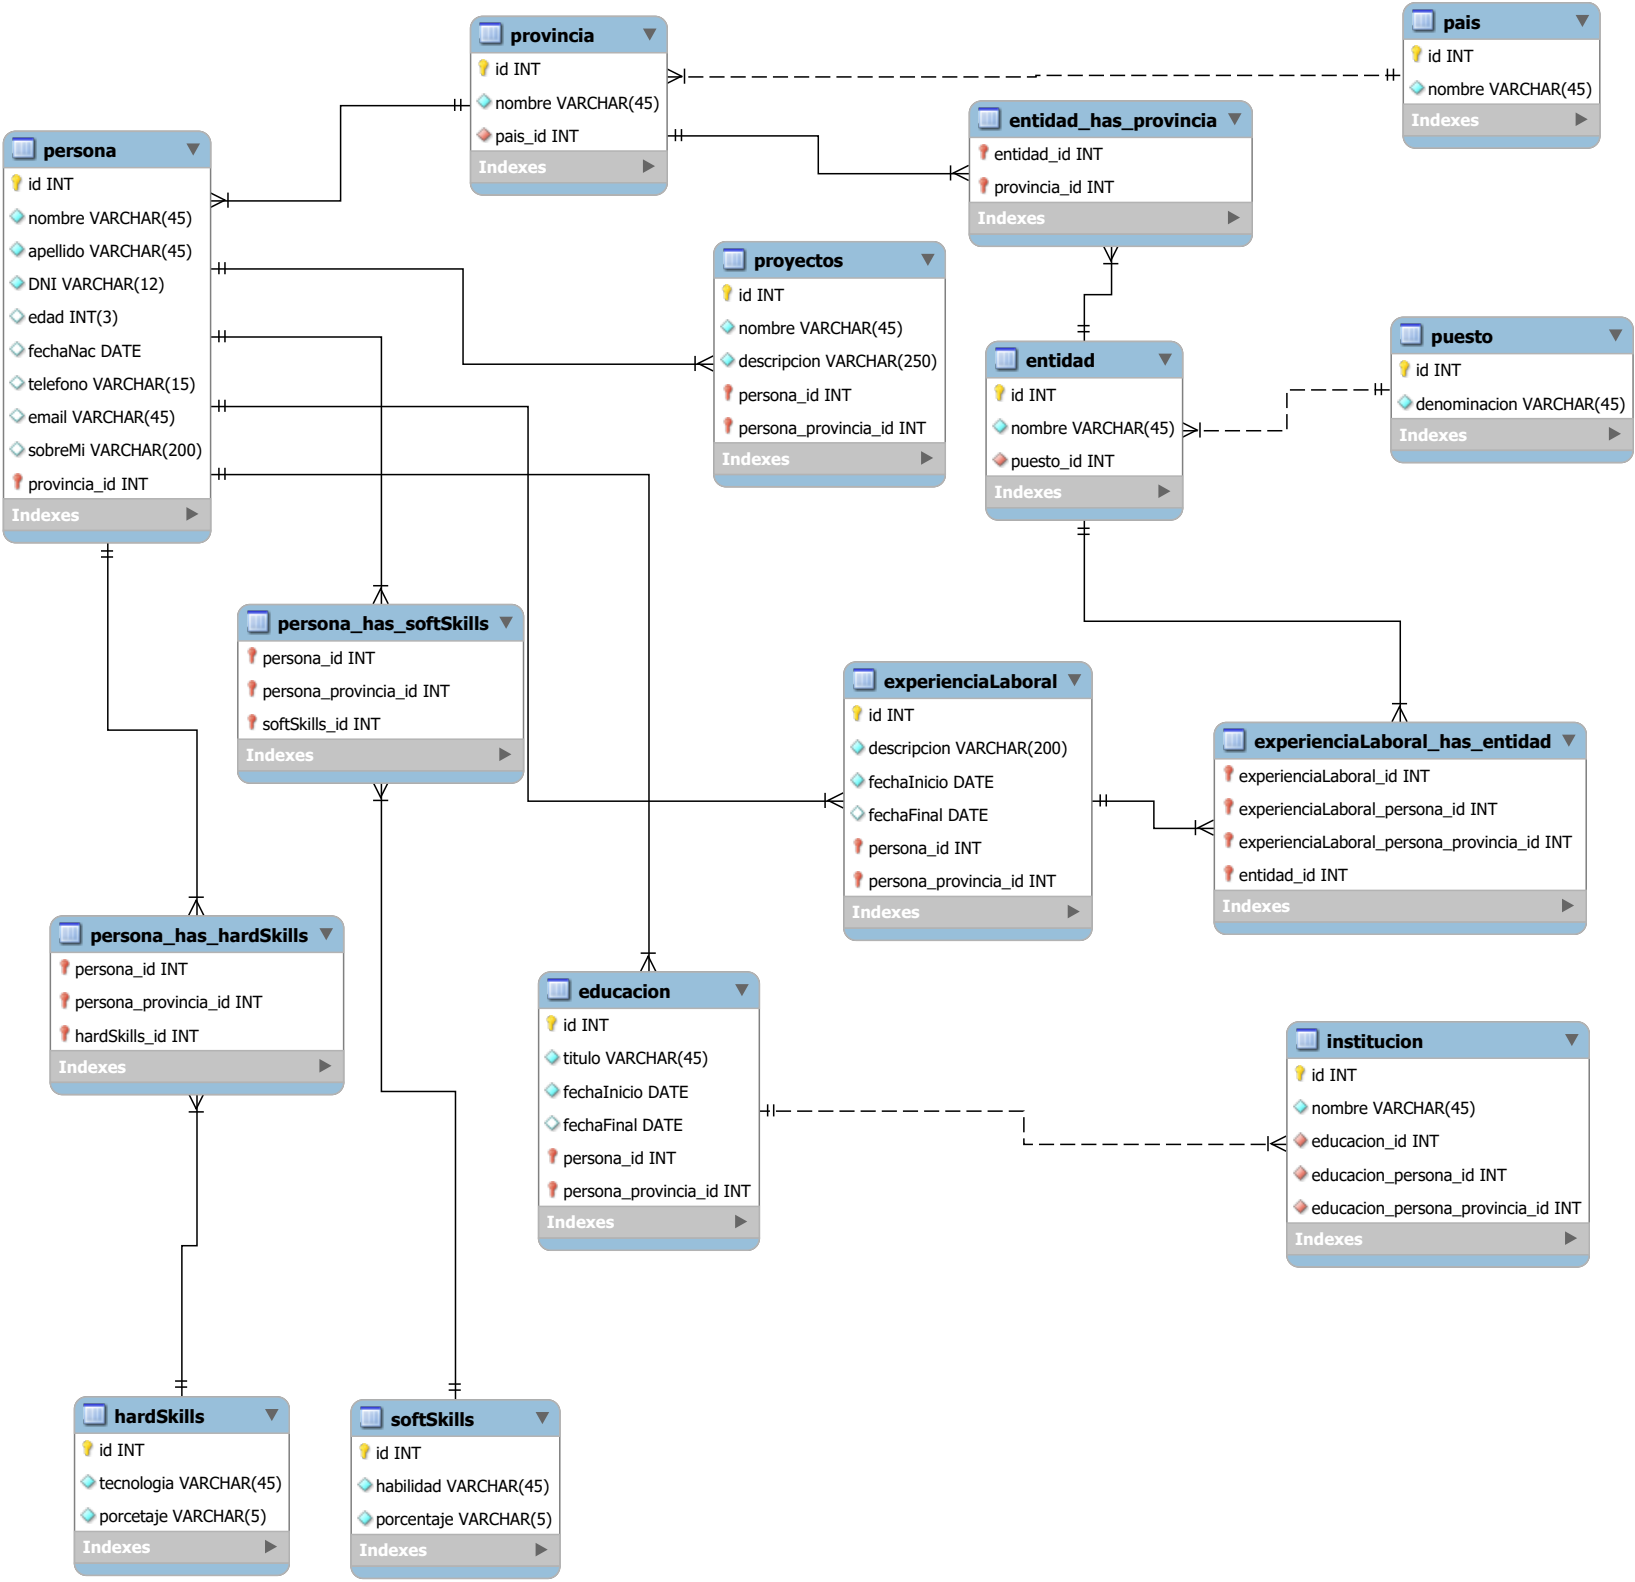 provincia
id INT
nombre VARCHAR(45)
pais_id INT
Indexes
pais
id INT
nombre VARCHAR(45)
Indexes
entidad_has_provincia
entidad_id INT
provincia_id INT
Indexes
persona
id INT
nombre VARCHAR(45)
apellido VARCHAR(45)
DNI VARCHAR(12)
edad INT(3)
fechaNac DATE
telefono VARCHAR(15)
email VARCHAR(45)
sobreMi VARCHAR(200)
provincia_id INT
Indexes
proyectos
id INT
nombre VARCHAR(45)
descripcion VARCHAR(250)
persona_id INT
persona_provincia_id INT
Indexes
entidad
id INT
nombre VARCHAR(45)
puesto_id INT
Indexes
puesto
id INT
denominacion VARCHAR(45)
Indexes
persona_has_softSkills
persona_id INT
persona_provincia_id INT
softSkills_id INT
Indexes
experienciaLaboral
id INT
descripcion VARCHAR(200)
fechaInicio DATE
fechaFinal DATE
persona_id INT
persona_provincia_id INT
Indexes
experienciaLaboral_has_entidad
experienciaLaboral_id INT
experienciaLaboral_persona_id INT
experienciaLaboral_persona_provincia_id INT
entidad_id INT
Indexes
persona_has_hardSkills
persona_id INT
persona_provincia_id INT
hardSkills_id INT
Indexes
educacion
id INT
titulo VARCHAR(45)
fechaInicio DATE
fechaFinal DATE
persona_id INT
persona_provincia_id INT
Indexes
institucion
id INT
nombre VARCHAR(45)
educacion_id INT
educacion_persona_id INT
educacion_persona_provincia_id INT
Indexes
hardSkills
id INT
tecnologia VARCHAR(45)
porcetaje VARCHAR(5)
Indexes
softSkills
id INT
habilidad VARCHAR(45)
porcentaje VARCHAR(5)
Indexes